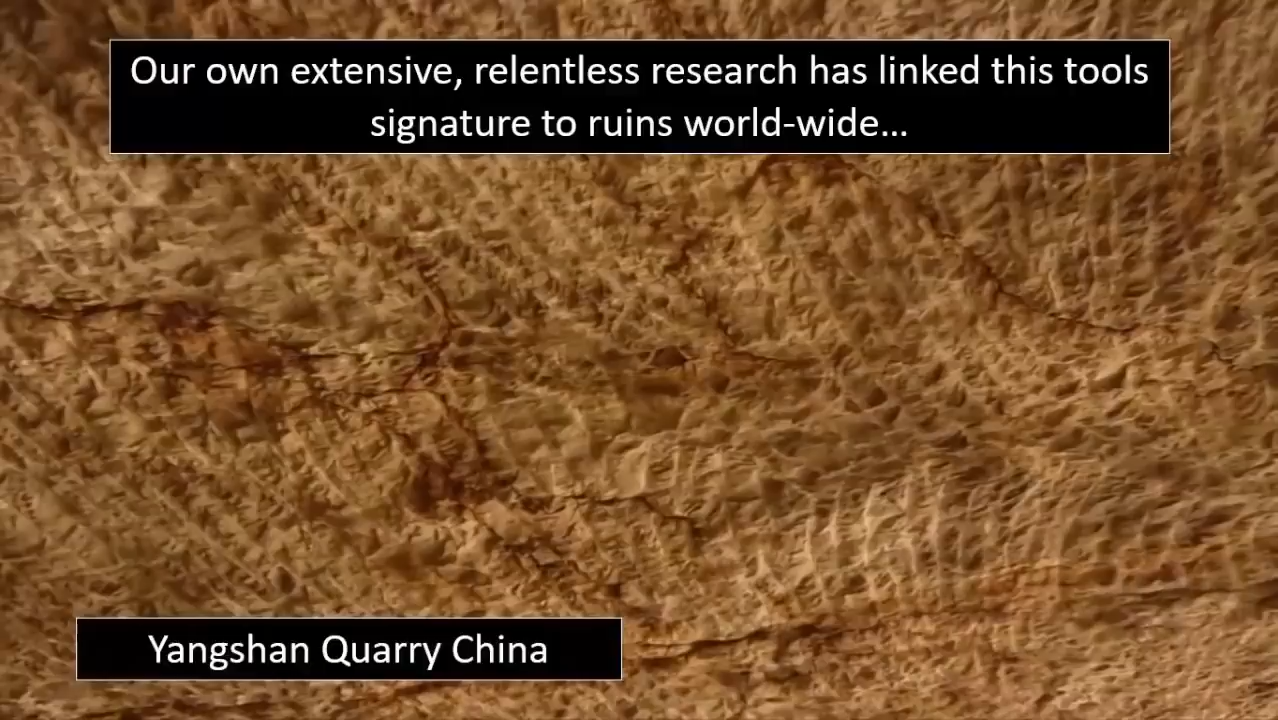 Our own extensive, relentless research has linked this tools
signature to ruins world-wide...
Yangshan Quarry China